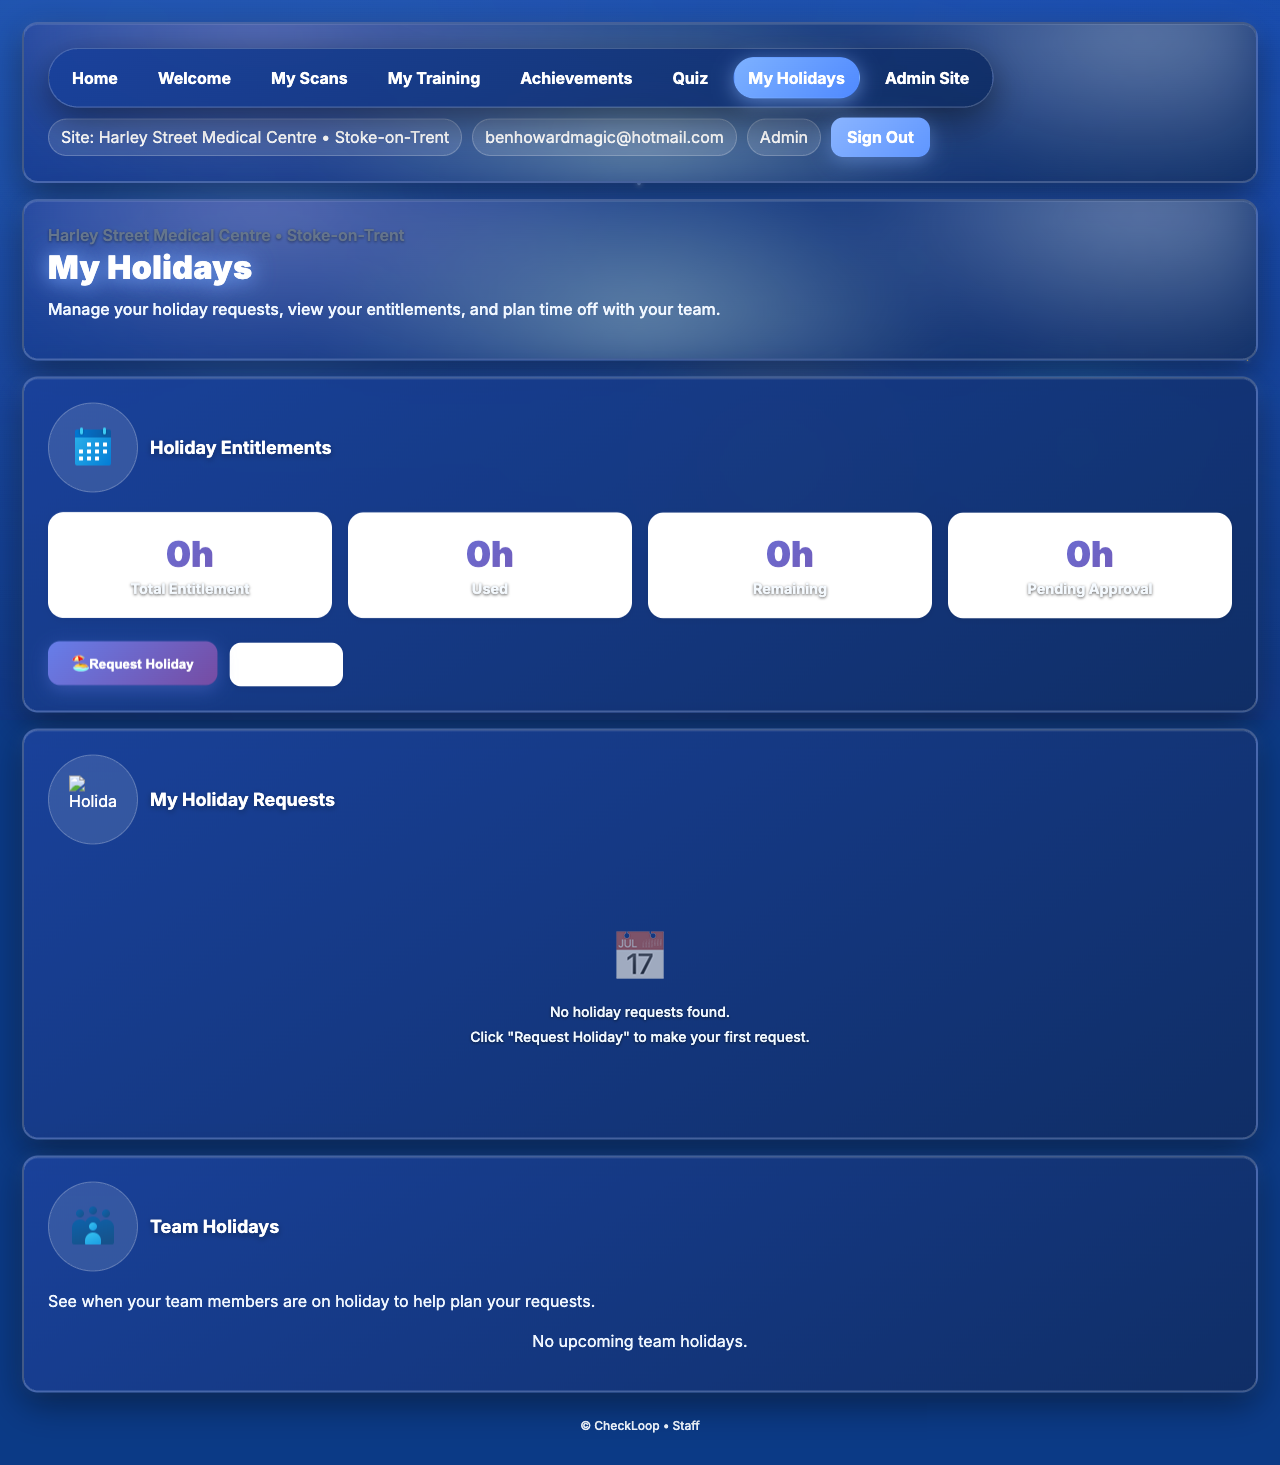 Home Welcome My Scans My Training Achievements Quiz My Holidays Admin Site
Site: Harley Street Medical Centre • Stoke-on-Trent benhowardmagic@hotmail.com Admin Sign Out
Harley Street Medical Centre • Stoke-on-Trent
My Holidays
Manage your holiday requests, view your entitlements, and plan time off with your team.
Holiday Entitlements
0h 0h 0h 0h
Total Entitlement Used Remaining Pending Approval
Request Holiday
Holida
My Holiday Requests
JUL
17
No holiday requests found.
Click "Request Holiday" to make your first request.
Team Holidays
See when your team members are on holiday to help plan your requests.
No upcoming team holidays.
© CheckLoop • Staff